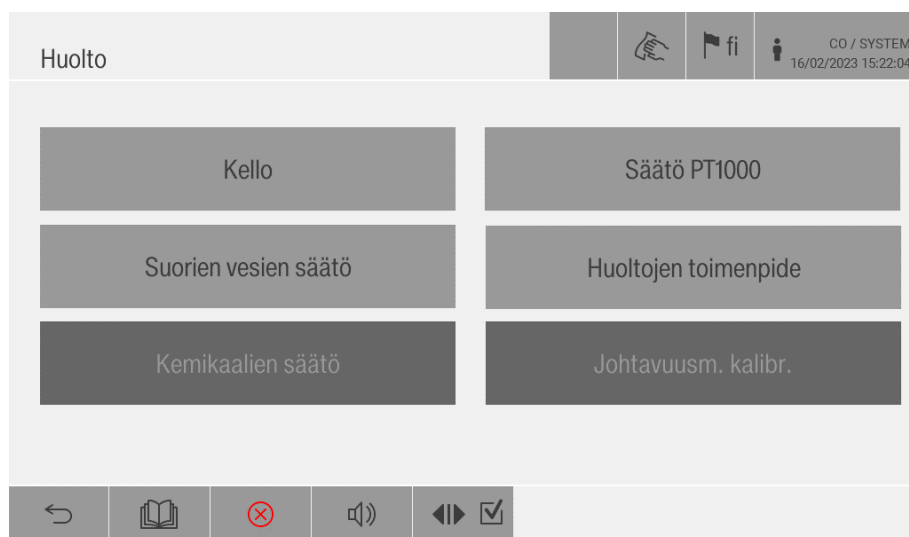 Huolto
fi
CO / SYSTEM
16/02/2023 15:22:04
Kello
Säätö PT1000
Suorien vesien säätö
Huoltojen toimenpide
Kemikaalien säätö
Johtavuusm. kalibr.